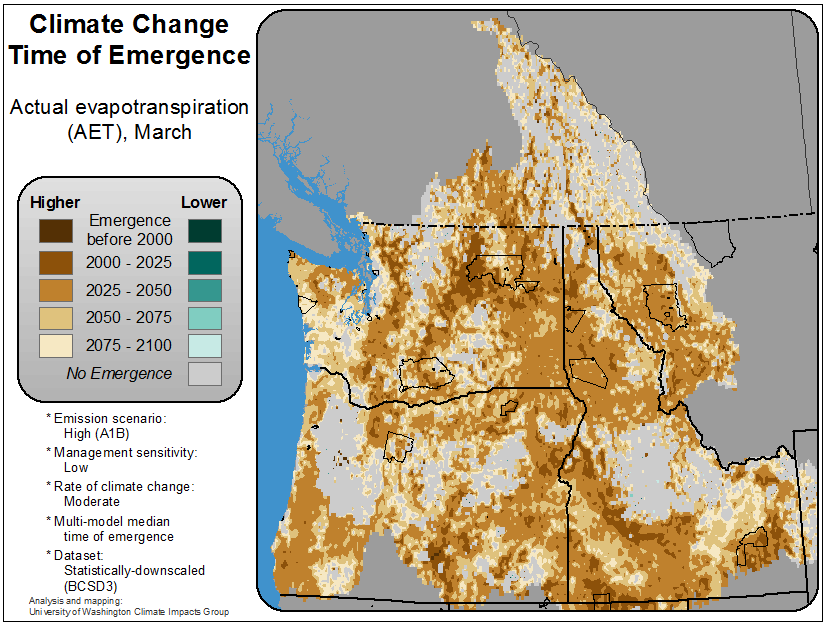 Climate Change
Time of Emergence
Actual evapotranspiration
(AET), March
Higher Lower
Emergence
before 2000
2000 - 2025
2025 - 2050
2050 - 2075
2075 - 2100
No Emergence
* Emission scenario:
High (A1B)
* Management sensitivity:
Low
* Rate of climate change:
Moderate
* Multi-model median
time of emergence
* Dataset:
Statistically-downscaled
(BCSD3)
Analysis and mapping:
University of Washington Climate Impacts Group